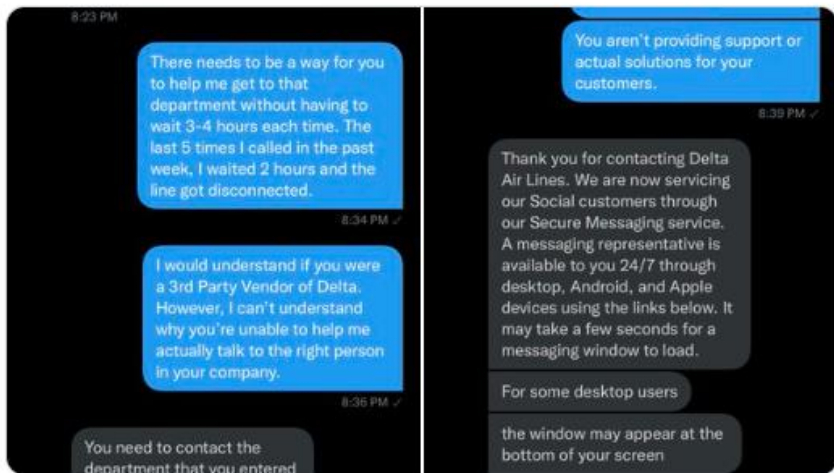 8:23 PM
There needs to be a way for you
to help me get to that
department without having to
wait 3-4 hours each time. The
last 5 times I called in the past
week, I waited 2 hours and the
line got disconnected.
8:34 PM ✓
I would understand if you were
a 3rd Party Vendor of Delta.
However, I can't understand
why you're unable to help me
actually talk to the right person
in your company.
8:36 PM ✓
You need to contact the
department that you entered
You aren't providing support or
actual solutions for your
customers.
8:39 PM ✓
Thank you for contacting Delta
Air Lines. We are now servicing
our Social customers through
our Secure Messaging service.
A messaging representative is
available to you 24/7 through
desktop, Android, and Apple
devices using the links below. It
may take a few seconds for a
messaging window to load.
For some desktop users
the window may appear at the
bottom of your screen